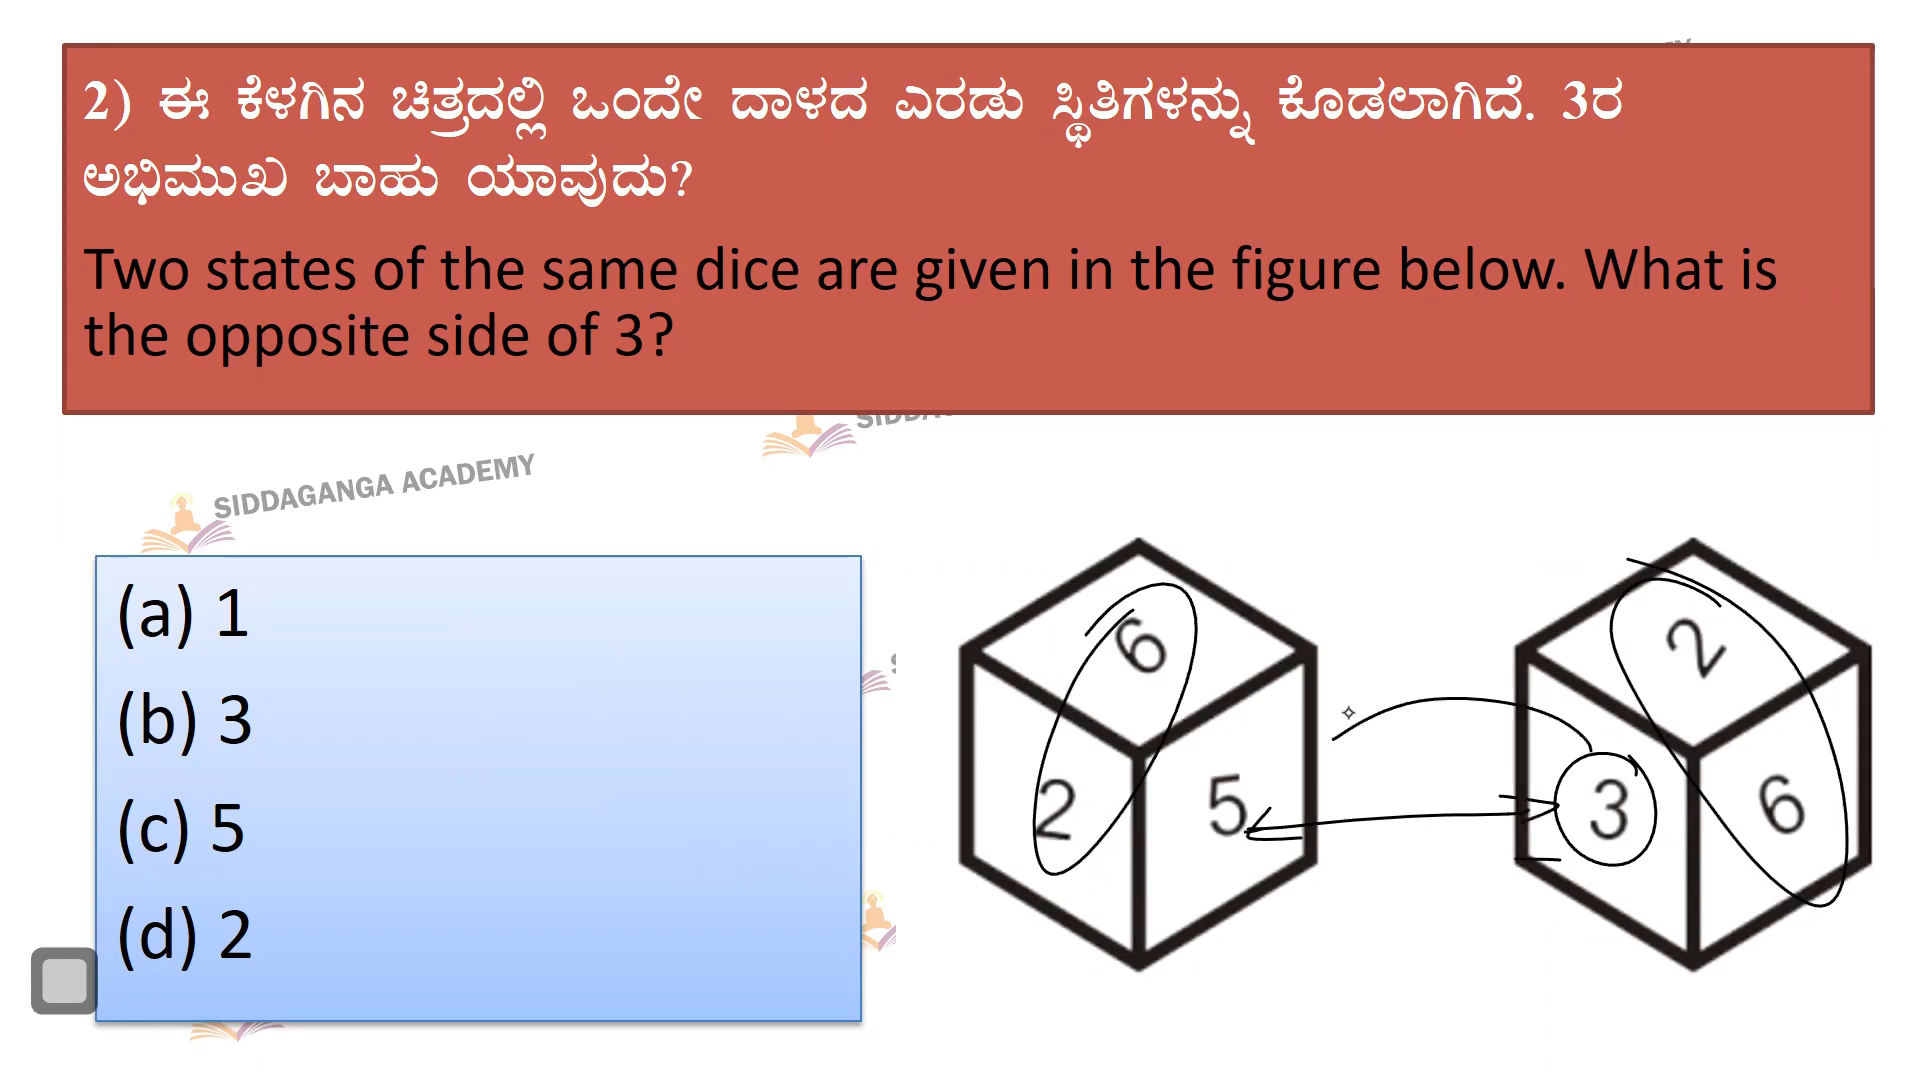 2) ಈ ಕೆಳಗಿನ ಚಿತ್ರದಲ್ಲಿ ಒಂದೇ ದಾಳದ ಎರಡು ಸ್ಥಿತಿಗಳನ್ನು ಕೊಡಲಾಗಿದೆ. 3ರ
ಅಭಿಮುಖ ಬಾಹು ಯಾವುದು?
Two states of the same dice are given in the figure below. What is
the opposite side of 3?
SIDDAGANGA ACADEMY
(a) 1
(b) 3
(c) 5
(d) 2
6
2
5
2
3
6